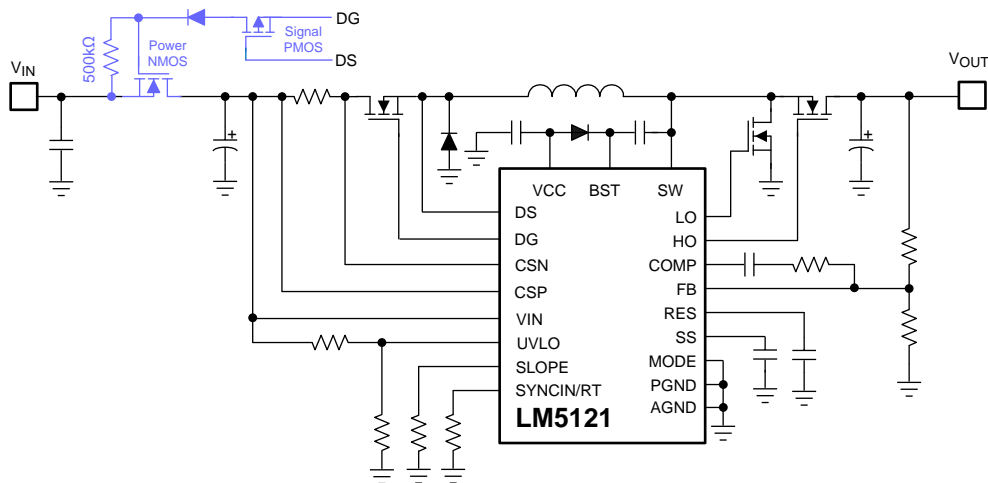 DG
Signal
PMOS
DS
Power
NMOS
500kΩ
VIN
VOUT
VCC
BST
SW
DS
DG
CSN
CSP
VIN
UVLO
SLOPE
SYNCIN/RT
LO
HO
COMP
FB
RES
SS
MODE
PGND
AGND
LM5121
+
+